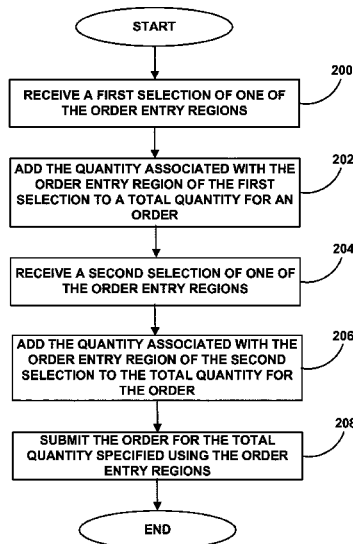 START
200
RECEIVE A FIRST SELECTION OF ONE OF
THE ORDER ENTRY REGIONS
202
ADD THE QUANTITY ASSOCIATED WITH THE
ORDER ENTRY REGION OF THE FIRST
SELECTION TO A TOTAL QUANTITY FOR AN
ORDER
204
RECEIVE A SECOND SELECTION OF ONE OF
THE ORDER ENTRY REGIONS
206
ADD THE QUANTITY ASSOCIATED WITH THE
ORDER ENTRY REGION OF THE SECOND
SELECTION TO THE TOTAL QUANTITY FOR
THE ORDER
208
SUBMIT THE ORDER FOR THE TOTAL
QUANTITY SPECIFIED USING THE ORDER
ENTRY REGIONS
END